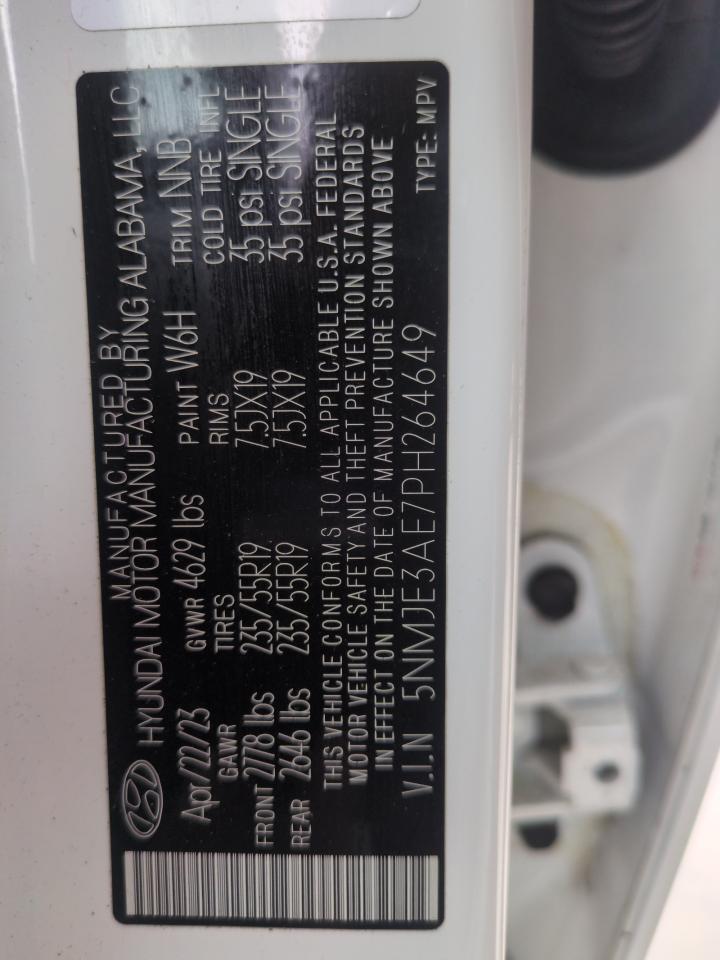 MANUFACTURED BY
HYUNDAI MOTOR MANUFACTURING ALABAMA, LLC
Apr/12/23 GVWR 4629 lbs PAINT W6H TRIM NNB
GAWR TIRES RIMS COLD TIRE INFL
FRONT 2778 lbs 235/55R19 7.5JX19 35 psi SINGLE
REAR 2646 lbs 235/55R19 7.5JX19 35 psi SINGLE
THIS VEHICLE CONFORMS TO ALL APPLICABLE U.S.A. FEDERAL
MOTOR VEHICLE SAFETY AND THEFT PREVENTION STANDARDS
IN EFFECT ON THE DATE OF MANUFACTURE SHOWN ABOVE
V.I.N 5NMJE3AE7PH264649 TYPE: MPV